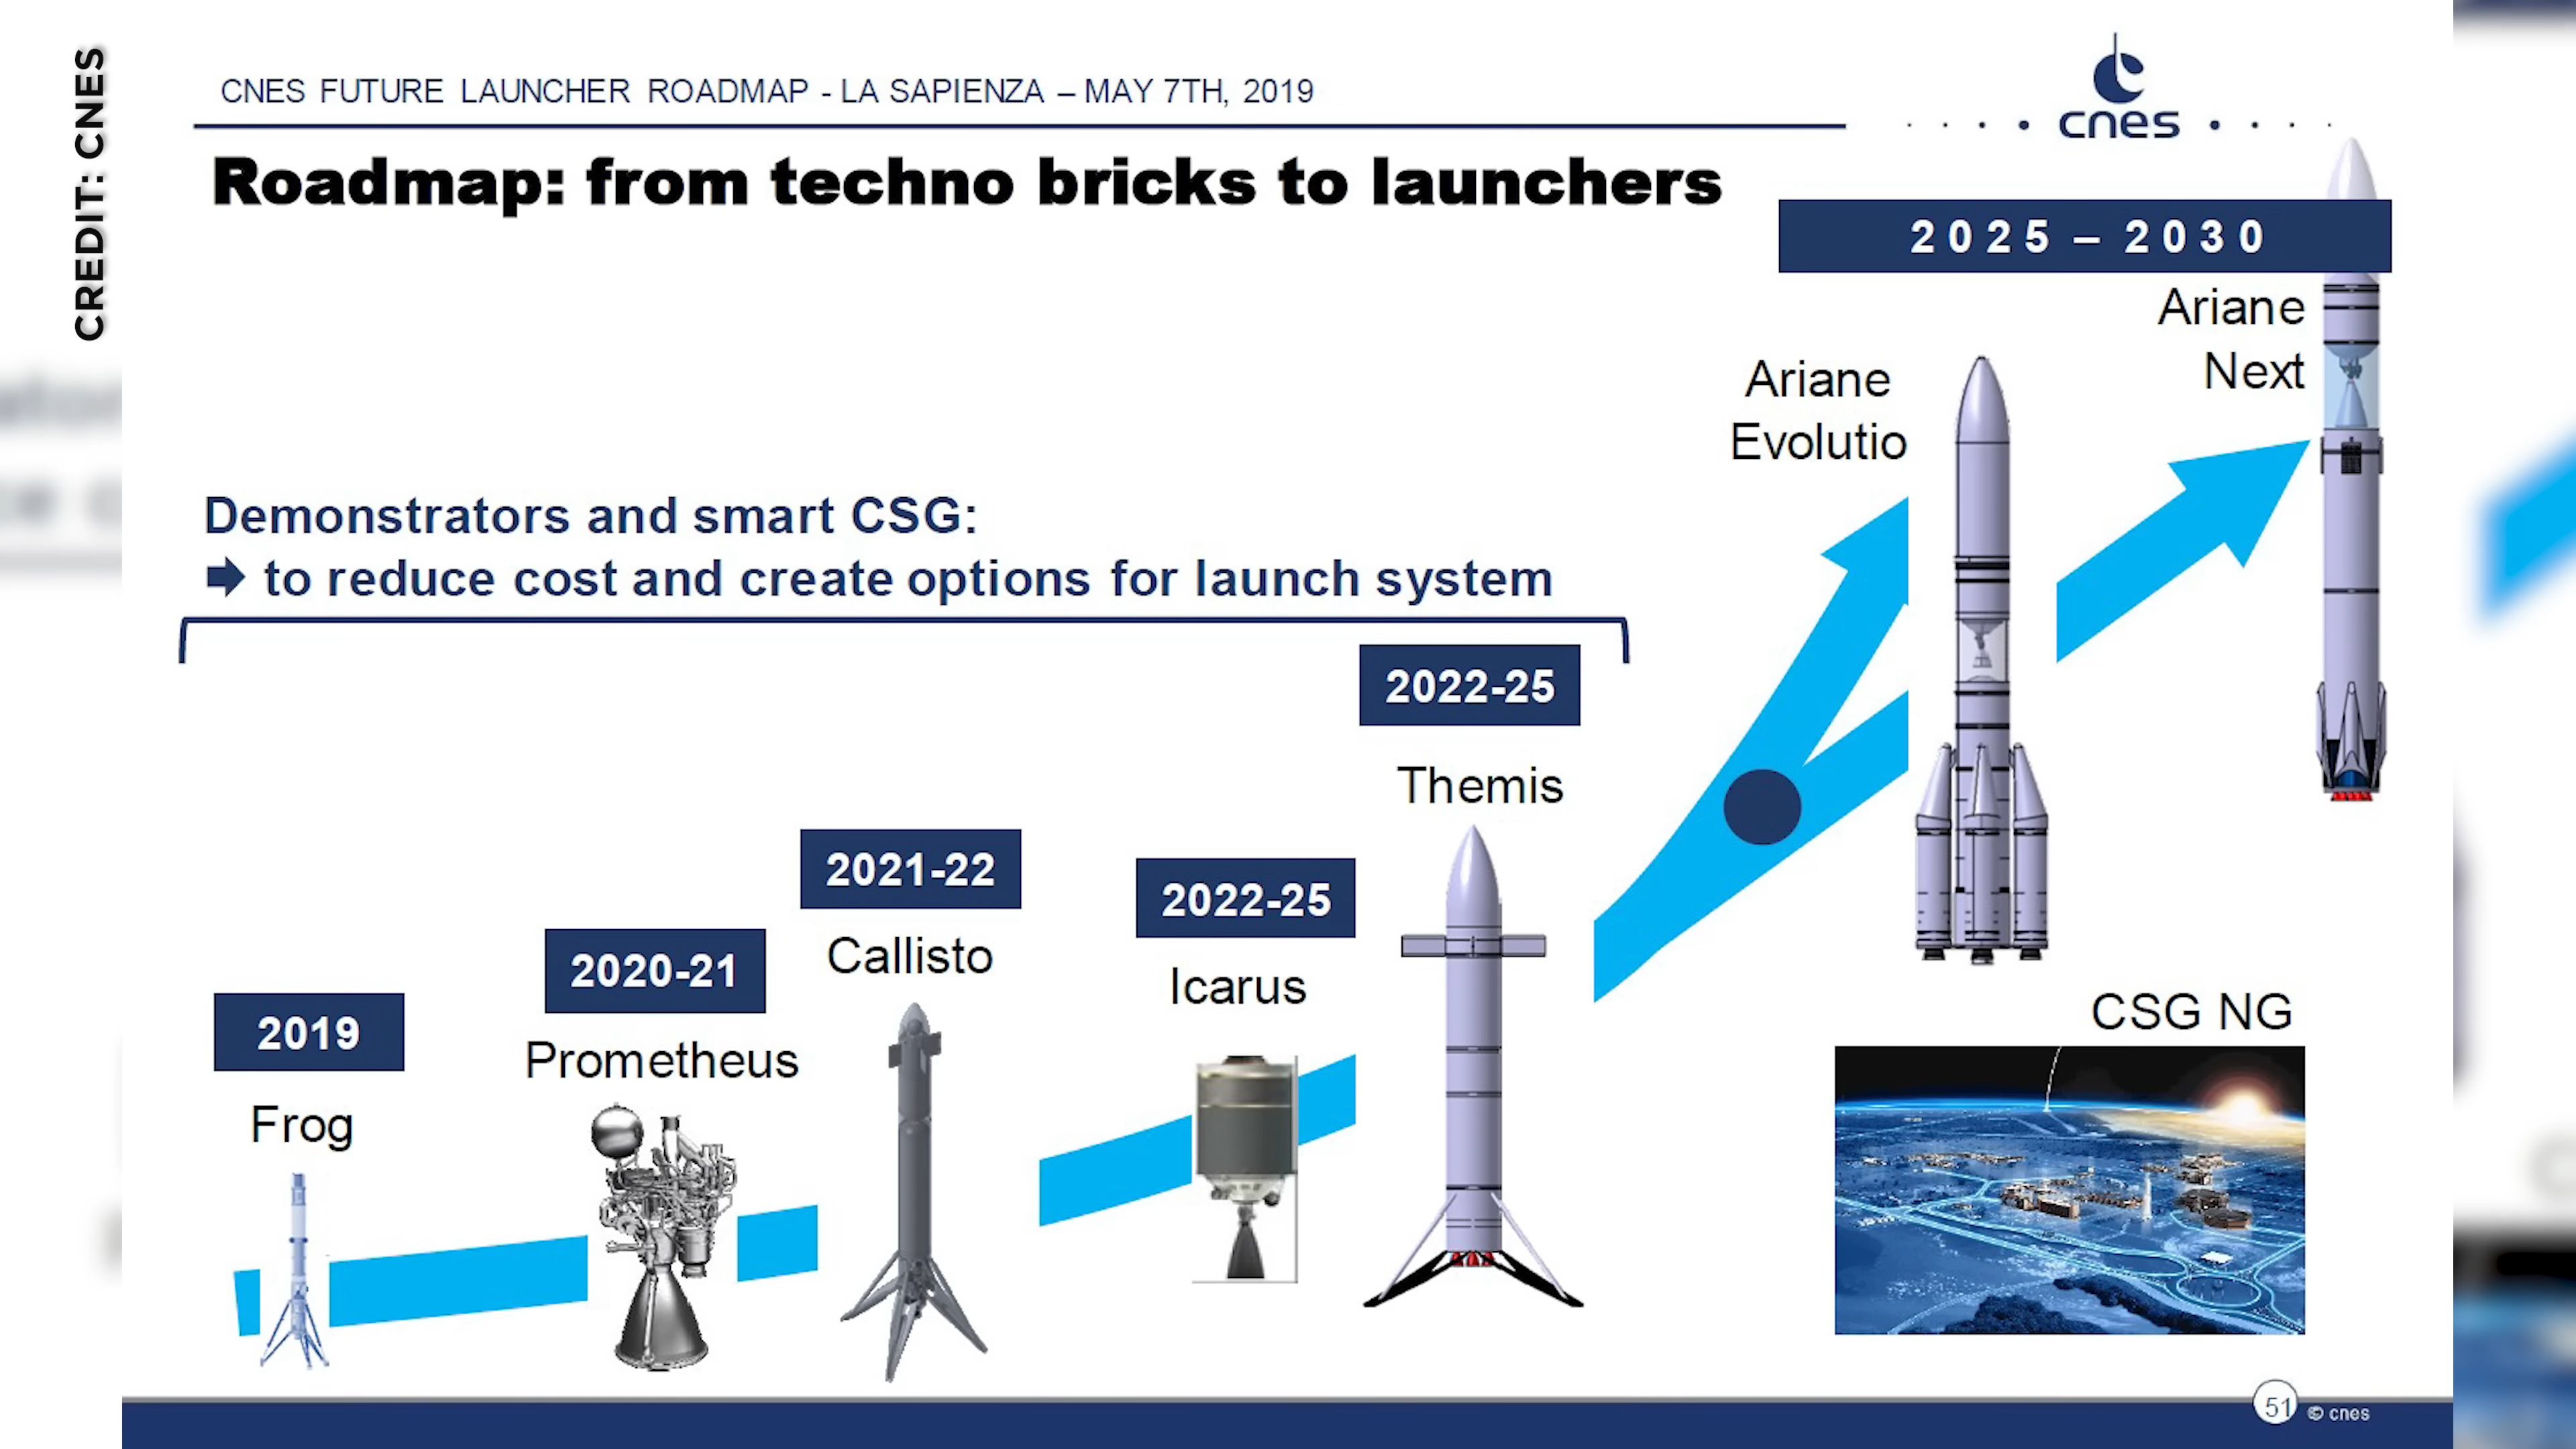 CREDIT: CNES
CNES FUTURE LAUNCHER ROADMAP - LA SAPIENZA – MAY 7TH, 2019
cnes
Roadmap: from techno bricks to launchers
2025 – 2030
Ariane
Next
Ariane
Evolutio
Demonstrators and smart CSG:
➡ to reduce cost and create options for launch system
2022-25
Themis
2021-22
Callisto
2022-25
Icarus
2020-21
Prometheus
2019
Frog
CSG NG
51
© cnes